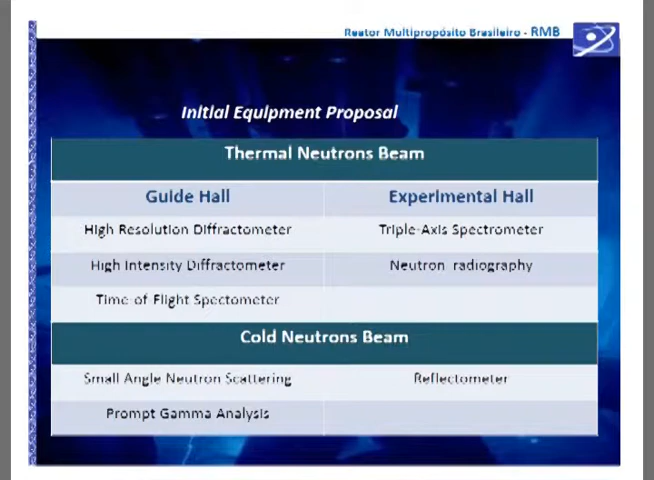 Reator Multipropósito Brasileiro - RMB
Initial Equipment Proposal
Thermal Neutrons Beam
Guide Hall Experimental Hall
High Resolution Diffractometer Triple-Axis Spectrometer
High Intensity Diffractometer Neutron radiography
Time of Flight Spectometer
Cold Neutrons Beam
Small Angle Neutron Scattering Reflectometer
Prompt Gamma Analysis